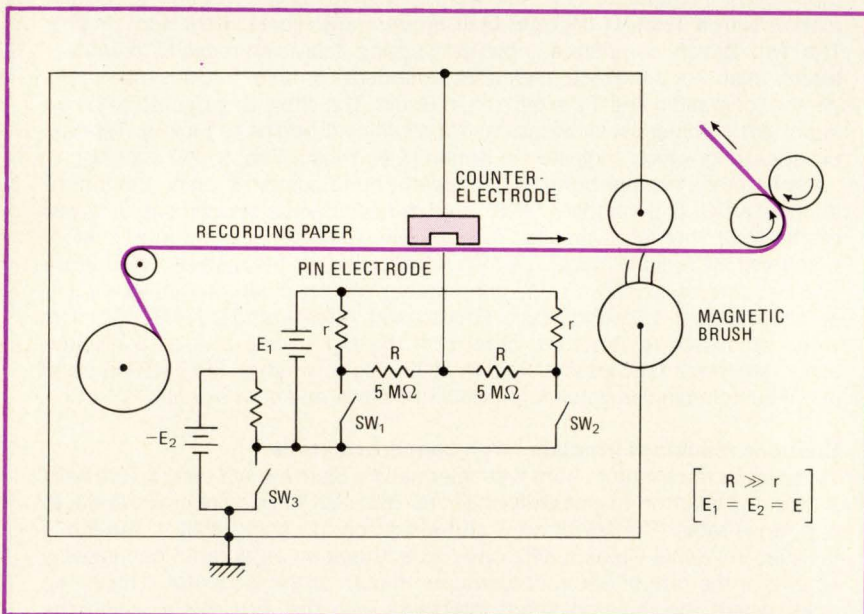 COUNTER-
ELECTRODE
RECORDING PAPER
PIN ELECTRODE
MAGNETIC
BRUSH
E₁
r
r
R
R
5 MΩ
5 MΩ
-E₂
SW₁
SW₂
SW₃
R ≫ r
E₁ = E₂ = E